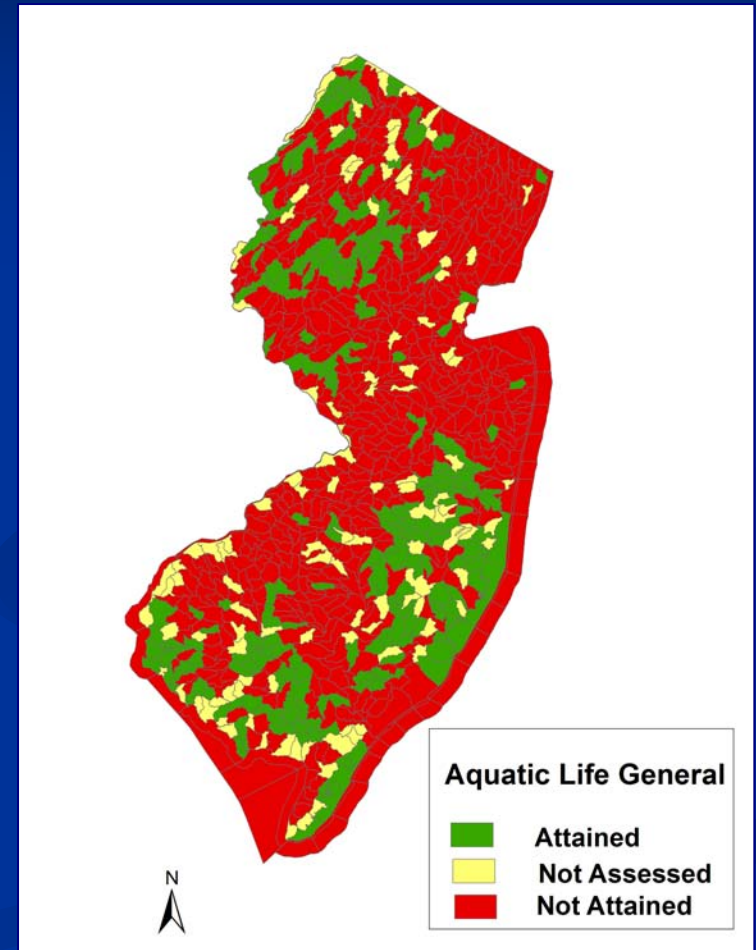 Aquatic Life General
Attained
Not Assessed
Not Attained
N